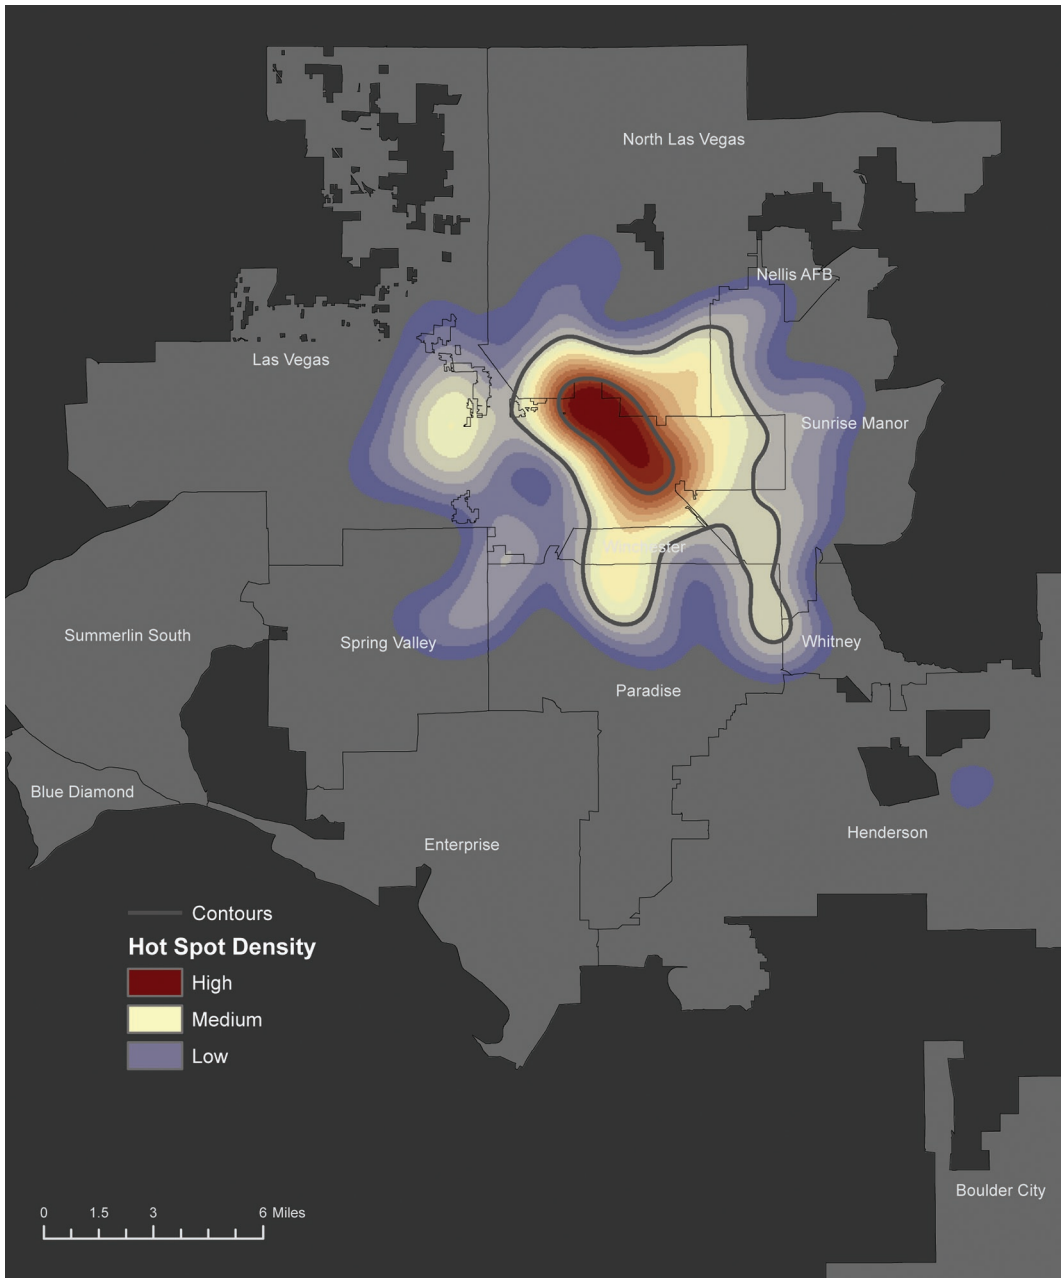 North Las Vegas
Nellis AFB
Las Vegas
Sunrise Manor
Winchester
Summerlin South
Spring Valley
Whitney
Paradise
Blue Diamond
Henderson
Enterprise
Contours
Hot Spot Density
High
Medium
Low
Boulder City
0 1.5 3 6 Miles